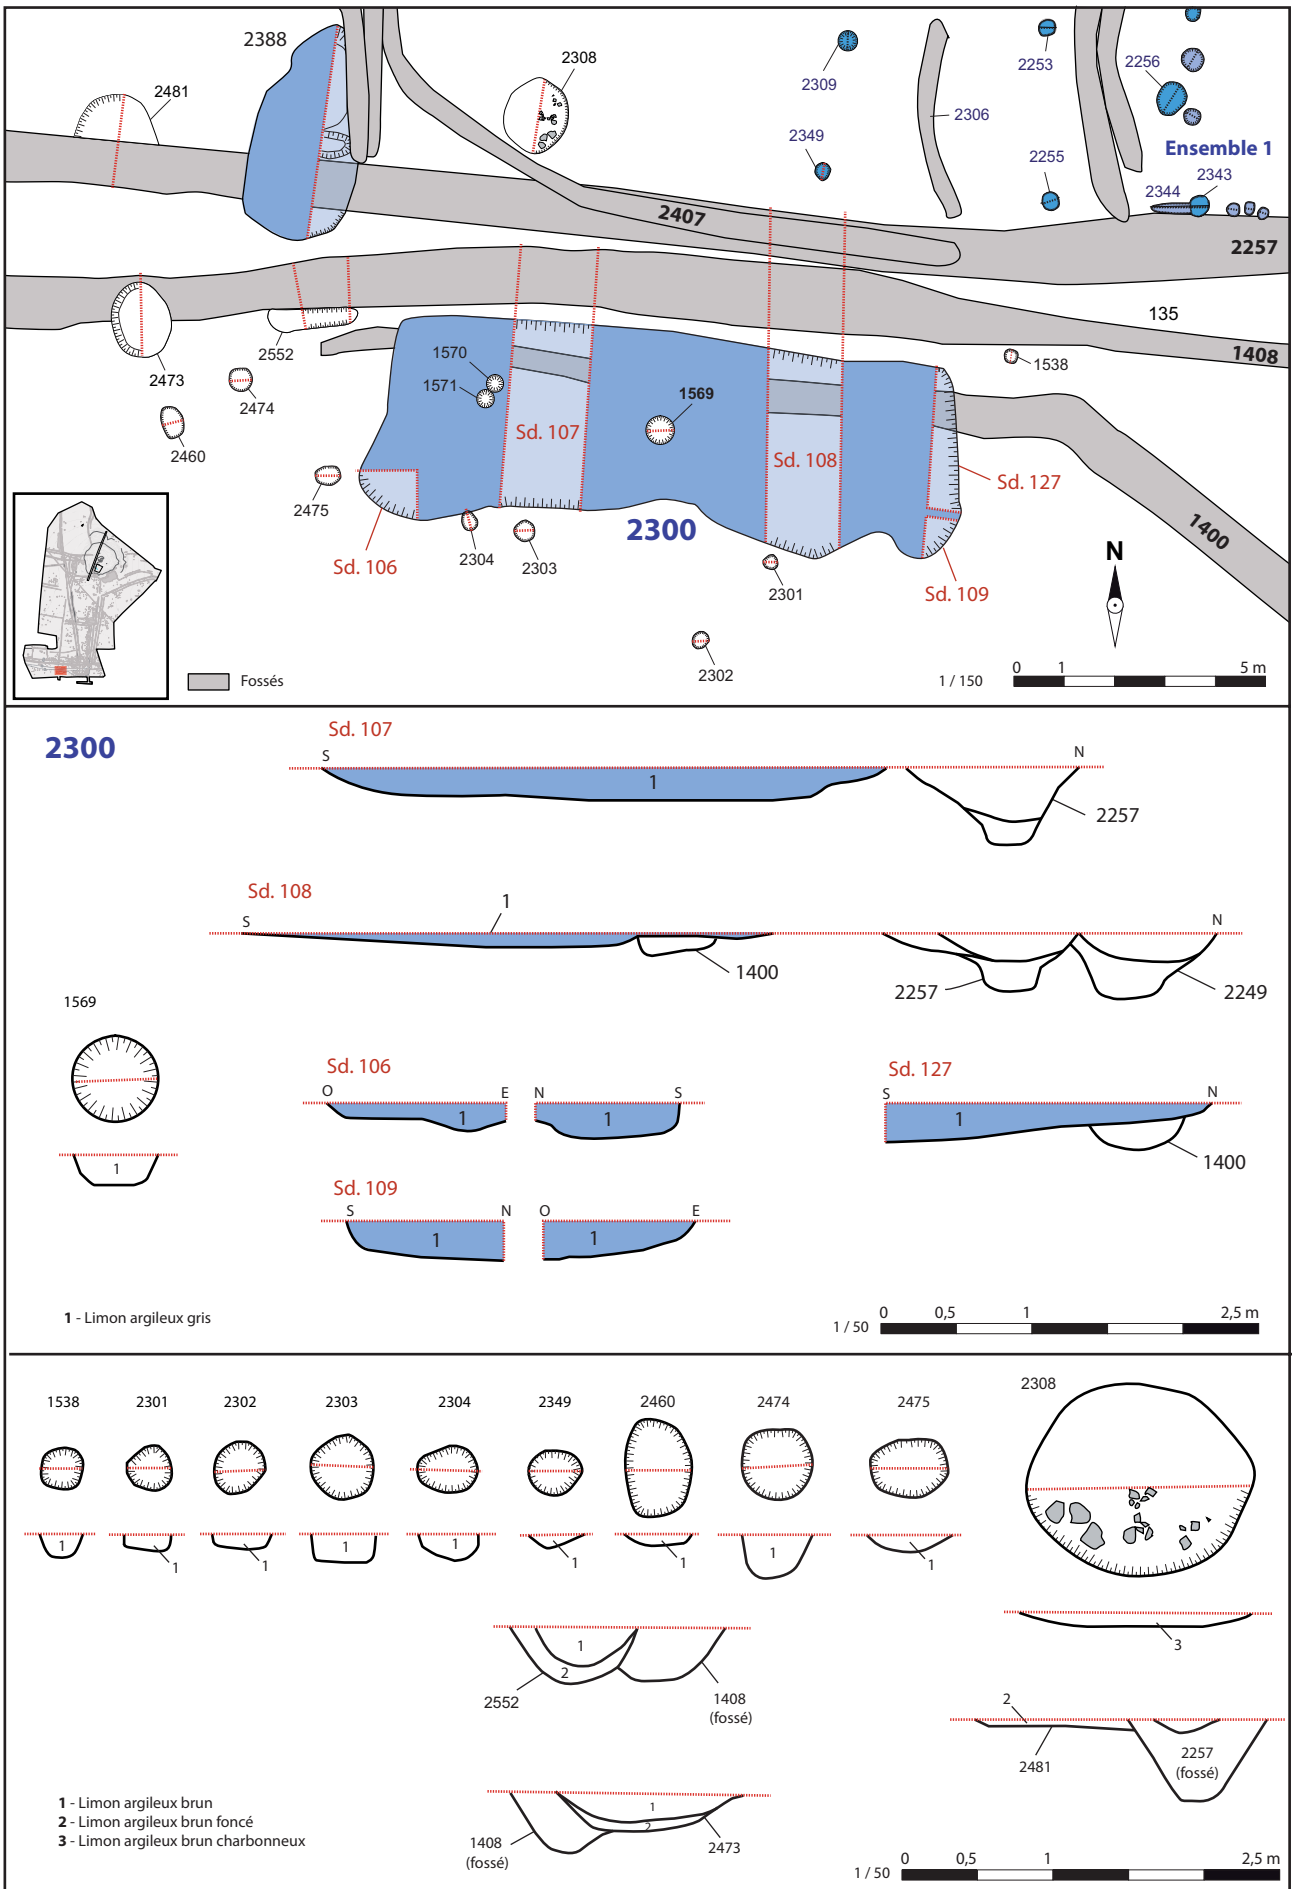 2388
2481
2308
2309
2349
2306
2253
2255
2256
Ensemble 1
2344
2343
2407
2257
135
1408
1538
2473
2552
2474
2460
2475
1570
1571
1569
Sd. 107
Sd. 108
Sd. 127
Sd. 106
2304
2303
2300
2301
Sd. 109
2302
1400
N
Fossés
1 / 150
0 1 5 m
2300
Sd. 107
S N
1
2257
Sd. 108
S N
1
1400
2257
2249
1569
1
Sd. 106
O E N S
1 1
Sd. 127
S N
1
1400
Sd. 109
S N O E
1 1
1 - Limon argileux gris
1 / 50
0 0,5 1 2,5 m
1538 2301 2302 2303 2304 2349 2460 2474 2475 2308
1 1 1 1 1 1 1 1 1
3
1
2
2552
1408
(fossé)
2
2481
2257
(fossé)
1
2
1408
(fossé)
2473
1 - Limon argileux brun
2 - Limon argileux brun foncé
3 - Limon argileux brun charbonneux
1 / 50
0 0,5 1 2,5 m